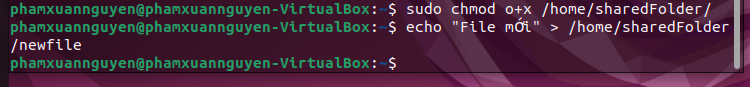 phamxuannguyen@phamxuannguyen-VirtualBox:~$ sudo chmod o+x /home/sharedFolder/
phamxuannguyen@phamxuannguyen-VirtualBox:~$ echo "File mới" > /home/sharedFolder
/newfile
phamxuannguyen@phamxuannguyen-VirtualBox:~$